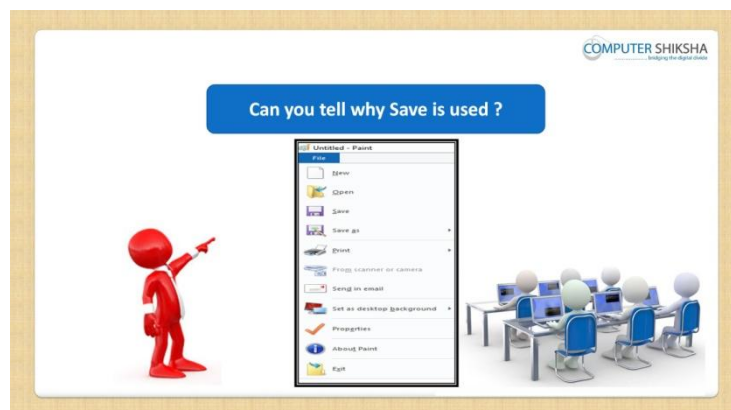 COMPUTER SHIKSHA
bridging the digital divide
Can you tell why Save is used ?
Untitled - Paint
File
New
Open
Save
Save as
Print
From scanner or camera
Send in email
Set as desktop background
Properties
About Paint
Exit